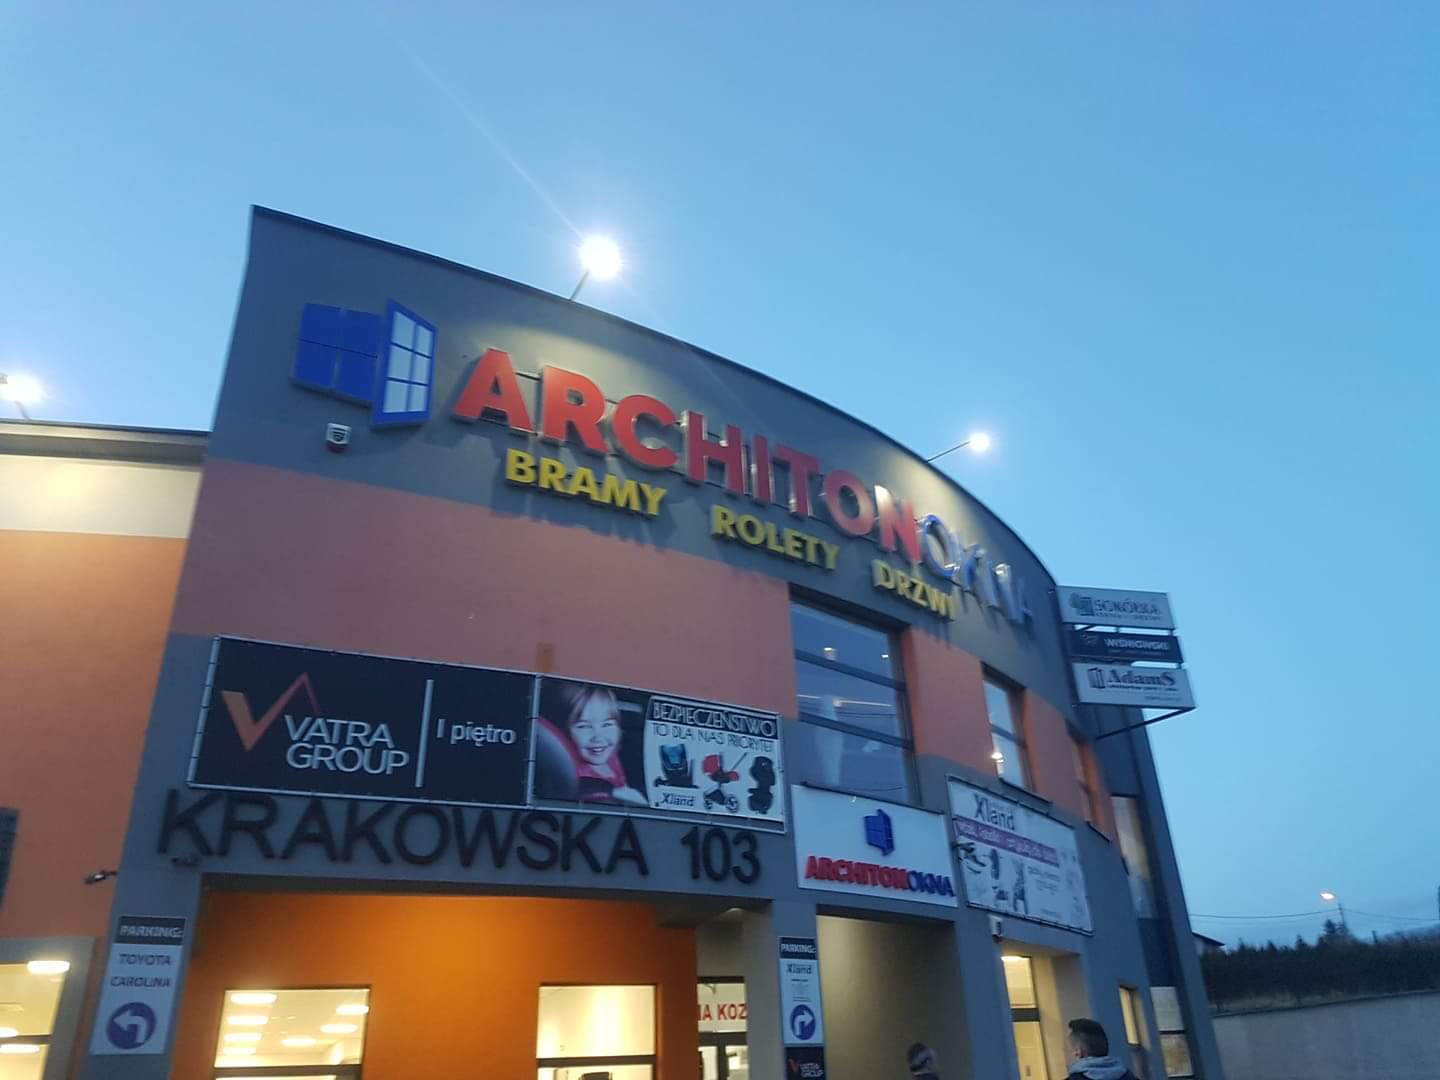 ARCHITONOKNA
BRAMY ROLETY DRZWI
SOKÓŁKA
WIŚNIOWSKI
AdamS
VATRA
GROUP
I piętro
BEZPIECZEŃSTWO
TO DLA NAS PRIORYTET
Xland
KRAKOWSKA 103
ARCHITONOKNA
Xland
PARKING:
TOYOTA
CAROLINA
PARKING:
Xland
VATRA
GROUP